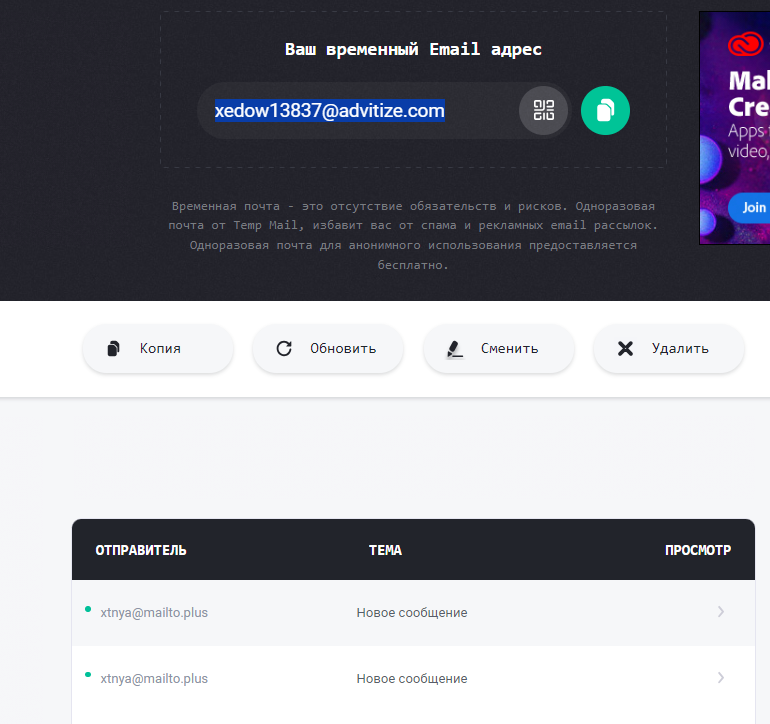 Ваш временный Email адрес
xedow13837@advitize.com
Временная почта - это отсутствие обязательств и рисков. Одноразовая
почта от Temp Mail, избавит вас от спама и рекламных email рассылок.
Одноразовая почта для анонимного использования предоставляется
бесплатно.
Apps
video,
Join
Копия
Обновить
Сменить
Удалить
ОТПРАВИТЕЛЬ ТЕМА ПРОСМОТР
xtnya@mailto.plus Новое сообщение
xtnya@mailto.plus Новое сообщение